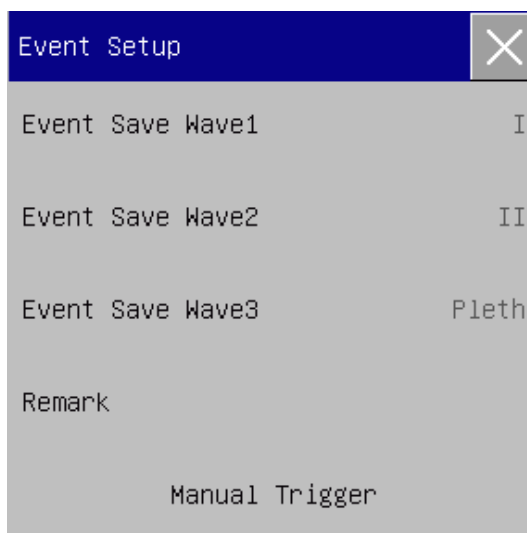 Event Setup
Event Save Wave1 I
Event Save Wave2 II
Event Save Wave3 Pleth
Remark
Manual Trigger